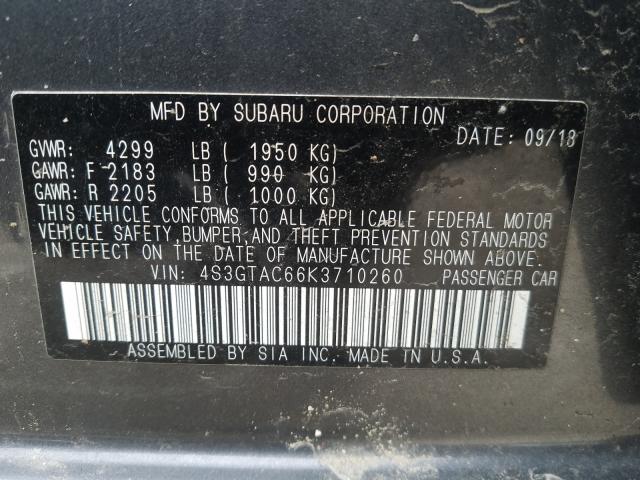 MFD BY SUBARU CORPORATION
DATE: 09/18
GVWR: 4299 LB ( 1950 KG)
GAWR: F 2183 LB ( 990 KG)
GAWR: R 2205 LB ( 1000 KG)
THIS VEHICLE CONFORMS TO ALL APPLICABLE FEDERAL MOTOR
VEHICLE SAFETY, BUMPER, AND THEFT PREVENTION STANDARDS
IN EFFECT ON THE DATE OF MANUFACTURE SHOWN ABOVE.
VIN: 4S3GTAC66K3710260 PASSENGER CAR
ASSEMBLED BY SIA INC. MADE IN U.S.A.